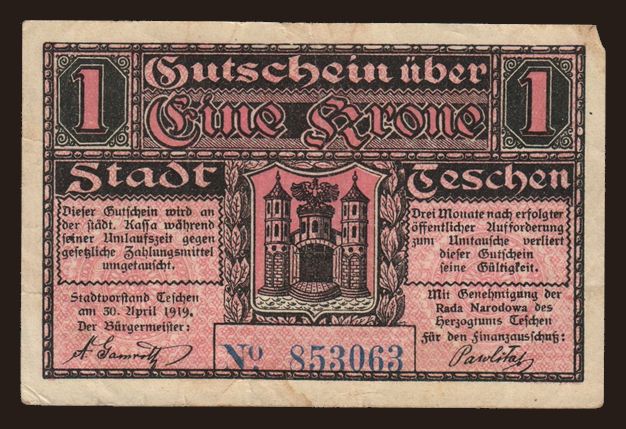 1 Gutschein über 1
Eine Krone
Stadt Teschen
Dieser Gutschein wird an
der städt. Kassa während
seiner Umlaufszeit gegen
gesetzliche Zahlungsmittel
umgetauscht.
Stadtvorstand Teschen
am 30. April 1919.
Der Bürgermeister:
A. Gamroth
Drei Monate nach erfolgter
öffentlicher Aufforderung
zum Umtausche verliert
dieser Gutschein
seine Gültigkeit.
Mit Genehmigung der
Rada Narodowa des
Herzogtums Teschen
Für den Finanzausschuß:
No 853063